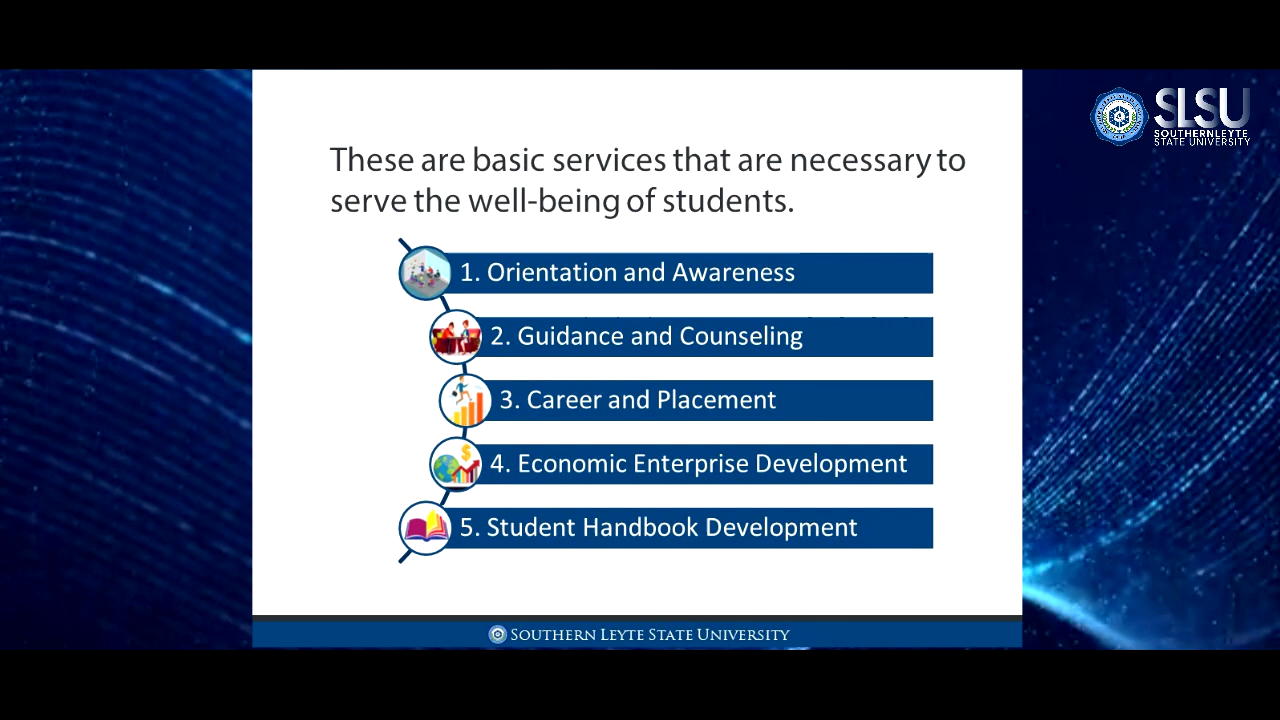 SLSU
SOUTHERN LEYTE
STATE UNIVERSITY
These are basic services that are necessary to
serve the well-being of students.
1. Orientation and Awareness
2. Guidance and Counseling
3. Career and Placement
4. Economic Enterprise Development
5. Student Handbook Development
SOUTHERN LEYTE STATE UNIVERSITY